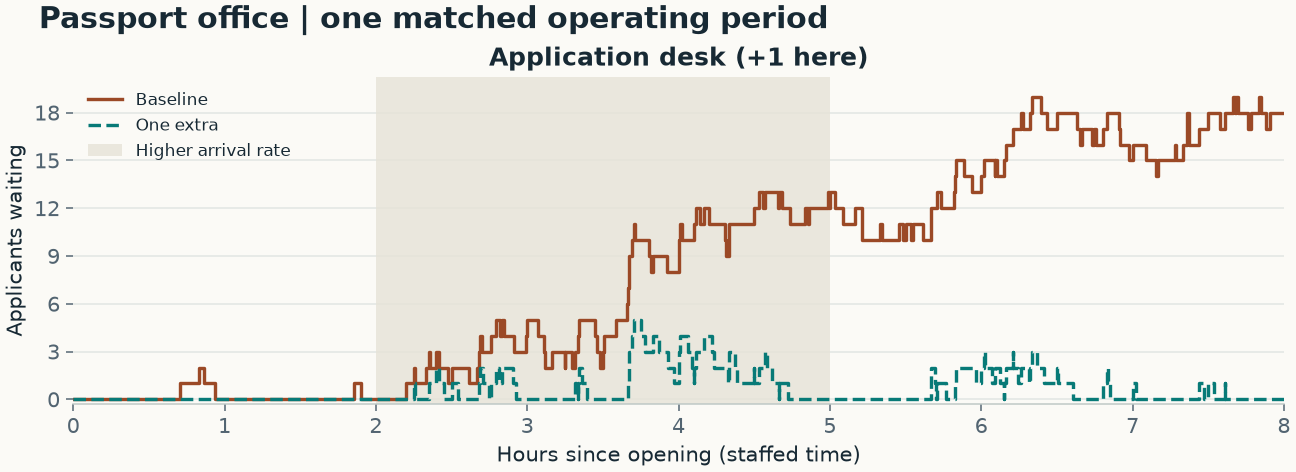 Passport office | one matched operating period
Application desk (+1 here)
Baseline
One extra
Higher arrival rate
Applicants waiting
18
15
12
9
6
3
0
0 1 2 3 4 5 6 7 8
Hours since opening (staffed time)